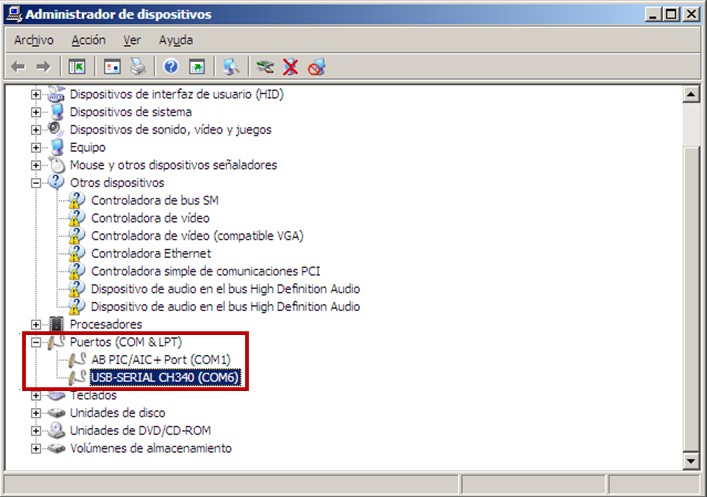 Administrador de dispositivos
Archivo Acción Ver Ayuda
Dispositivos de interfaz de usuario (HID)
Dispositivos de sistema
Dispositivos de sonido, vídeo y juegos
Equipo
Mouse y otros dispositivos señaladores
Otros dispositivos
Controladora de bus SM
Controladora de vídeo
Controladora de vídeo (compatible VGA)
Controladora Ethernet
Controladora simple de comunicaciones PCI
Dispositivo de audio en el bus High Definition Audio
Dispositivo de audio en el bus High Definition Audio
Procesadores
Puertos (COM & LPT)
AB PIC/AIC+ Port (COM1)
USB-SERIAL CH340 (COM6)
Teclados
Unidades de disco
Unidades de DVD/CD-ROM
Volúmenes de almacenamiento